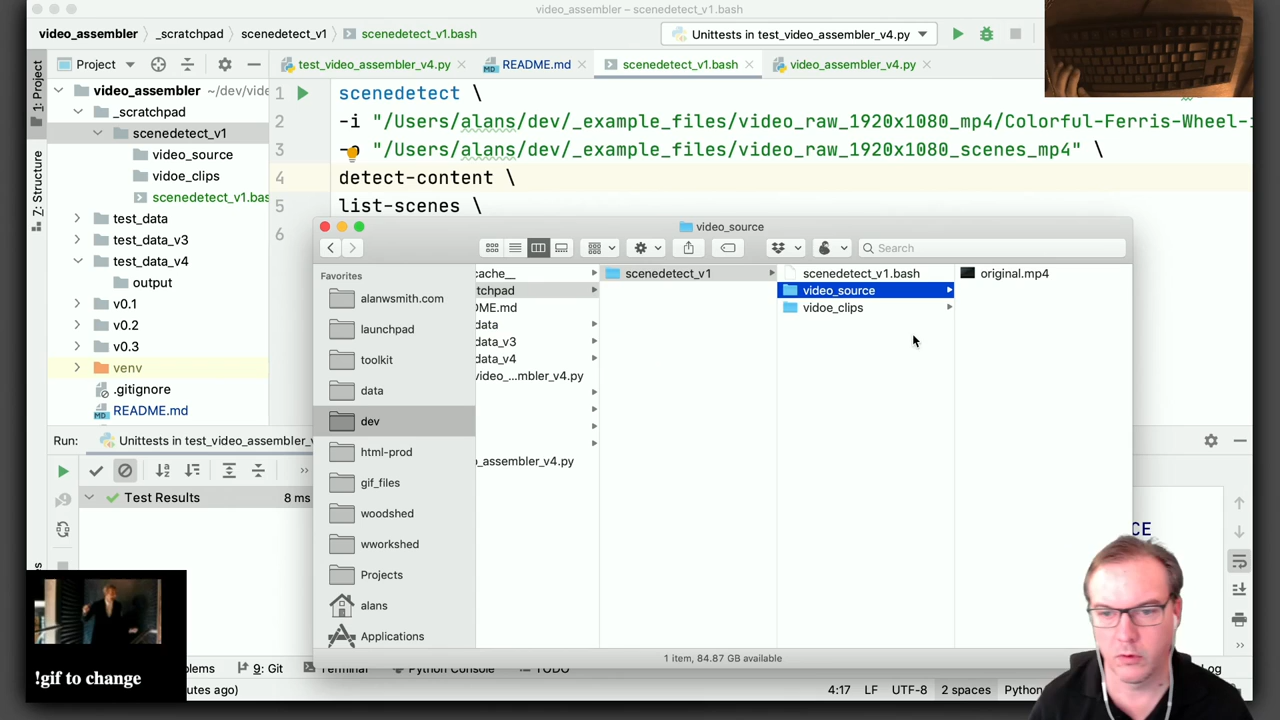 video_assembler – scenedetect_v1.bash
video_assembler
_scratchpad
scenedetect_v1
scenedetect_v1.bash
Unittests in test_video_assembler_v4.py
1: Project
Project
test_video_assembler_v4.py
README.md
scenedetect_v1.bash
video_assembler_v4.py
Z: Structure
video_assembler ~/dev/vide
_scratchpad
scenedetect_v1
video_source
vidoe_clips
scenedetect_v1.bas
test_data
test_data_v3
test_data_v4
output
v0.1
v0.2
v0.3
venv
.gitignore
README.md
1 scenedetect \
2 -i "/Users/alans/dev/_example_files/video_raw_1920x1080_mp4/Colorful-Ferris-Wheel-i
3 "/Users/alans/dev/_example_files/video_raw_1920x1080_scenes_mp4" \
4 detect-content \
5 list-scenes \
6
video_source
Search
Favorites
alanwsmith.com
launchpad
toolkit
data
dev
html-prod
gif_files
woodshed
wworkshed
Projects
alans
Applications
cache__
tchpad
DME.md
data
data_v3
data_v4
video_...mbler_v4.py
o_assembler_v4.py
scenedetect_v1
scenedetect_v1.bash
video_source
vidoe_clips
original.mp4
1 item, 84.87 GB available
Run:
Unittests in test_video_assembler_v
Test Results 8 ms
CE
!gif to change
blems
9: Git
Terminal
Python Console
TODO
Log
utes ago)
4:17 LF UTF-8 2 spaces Python